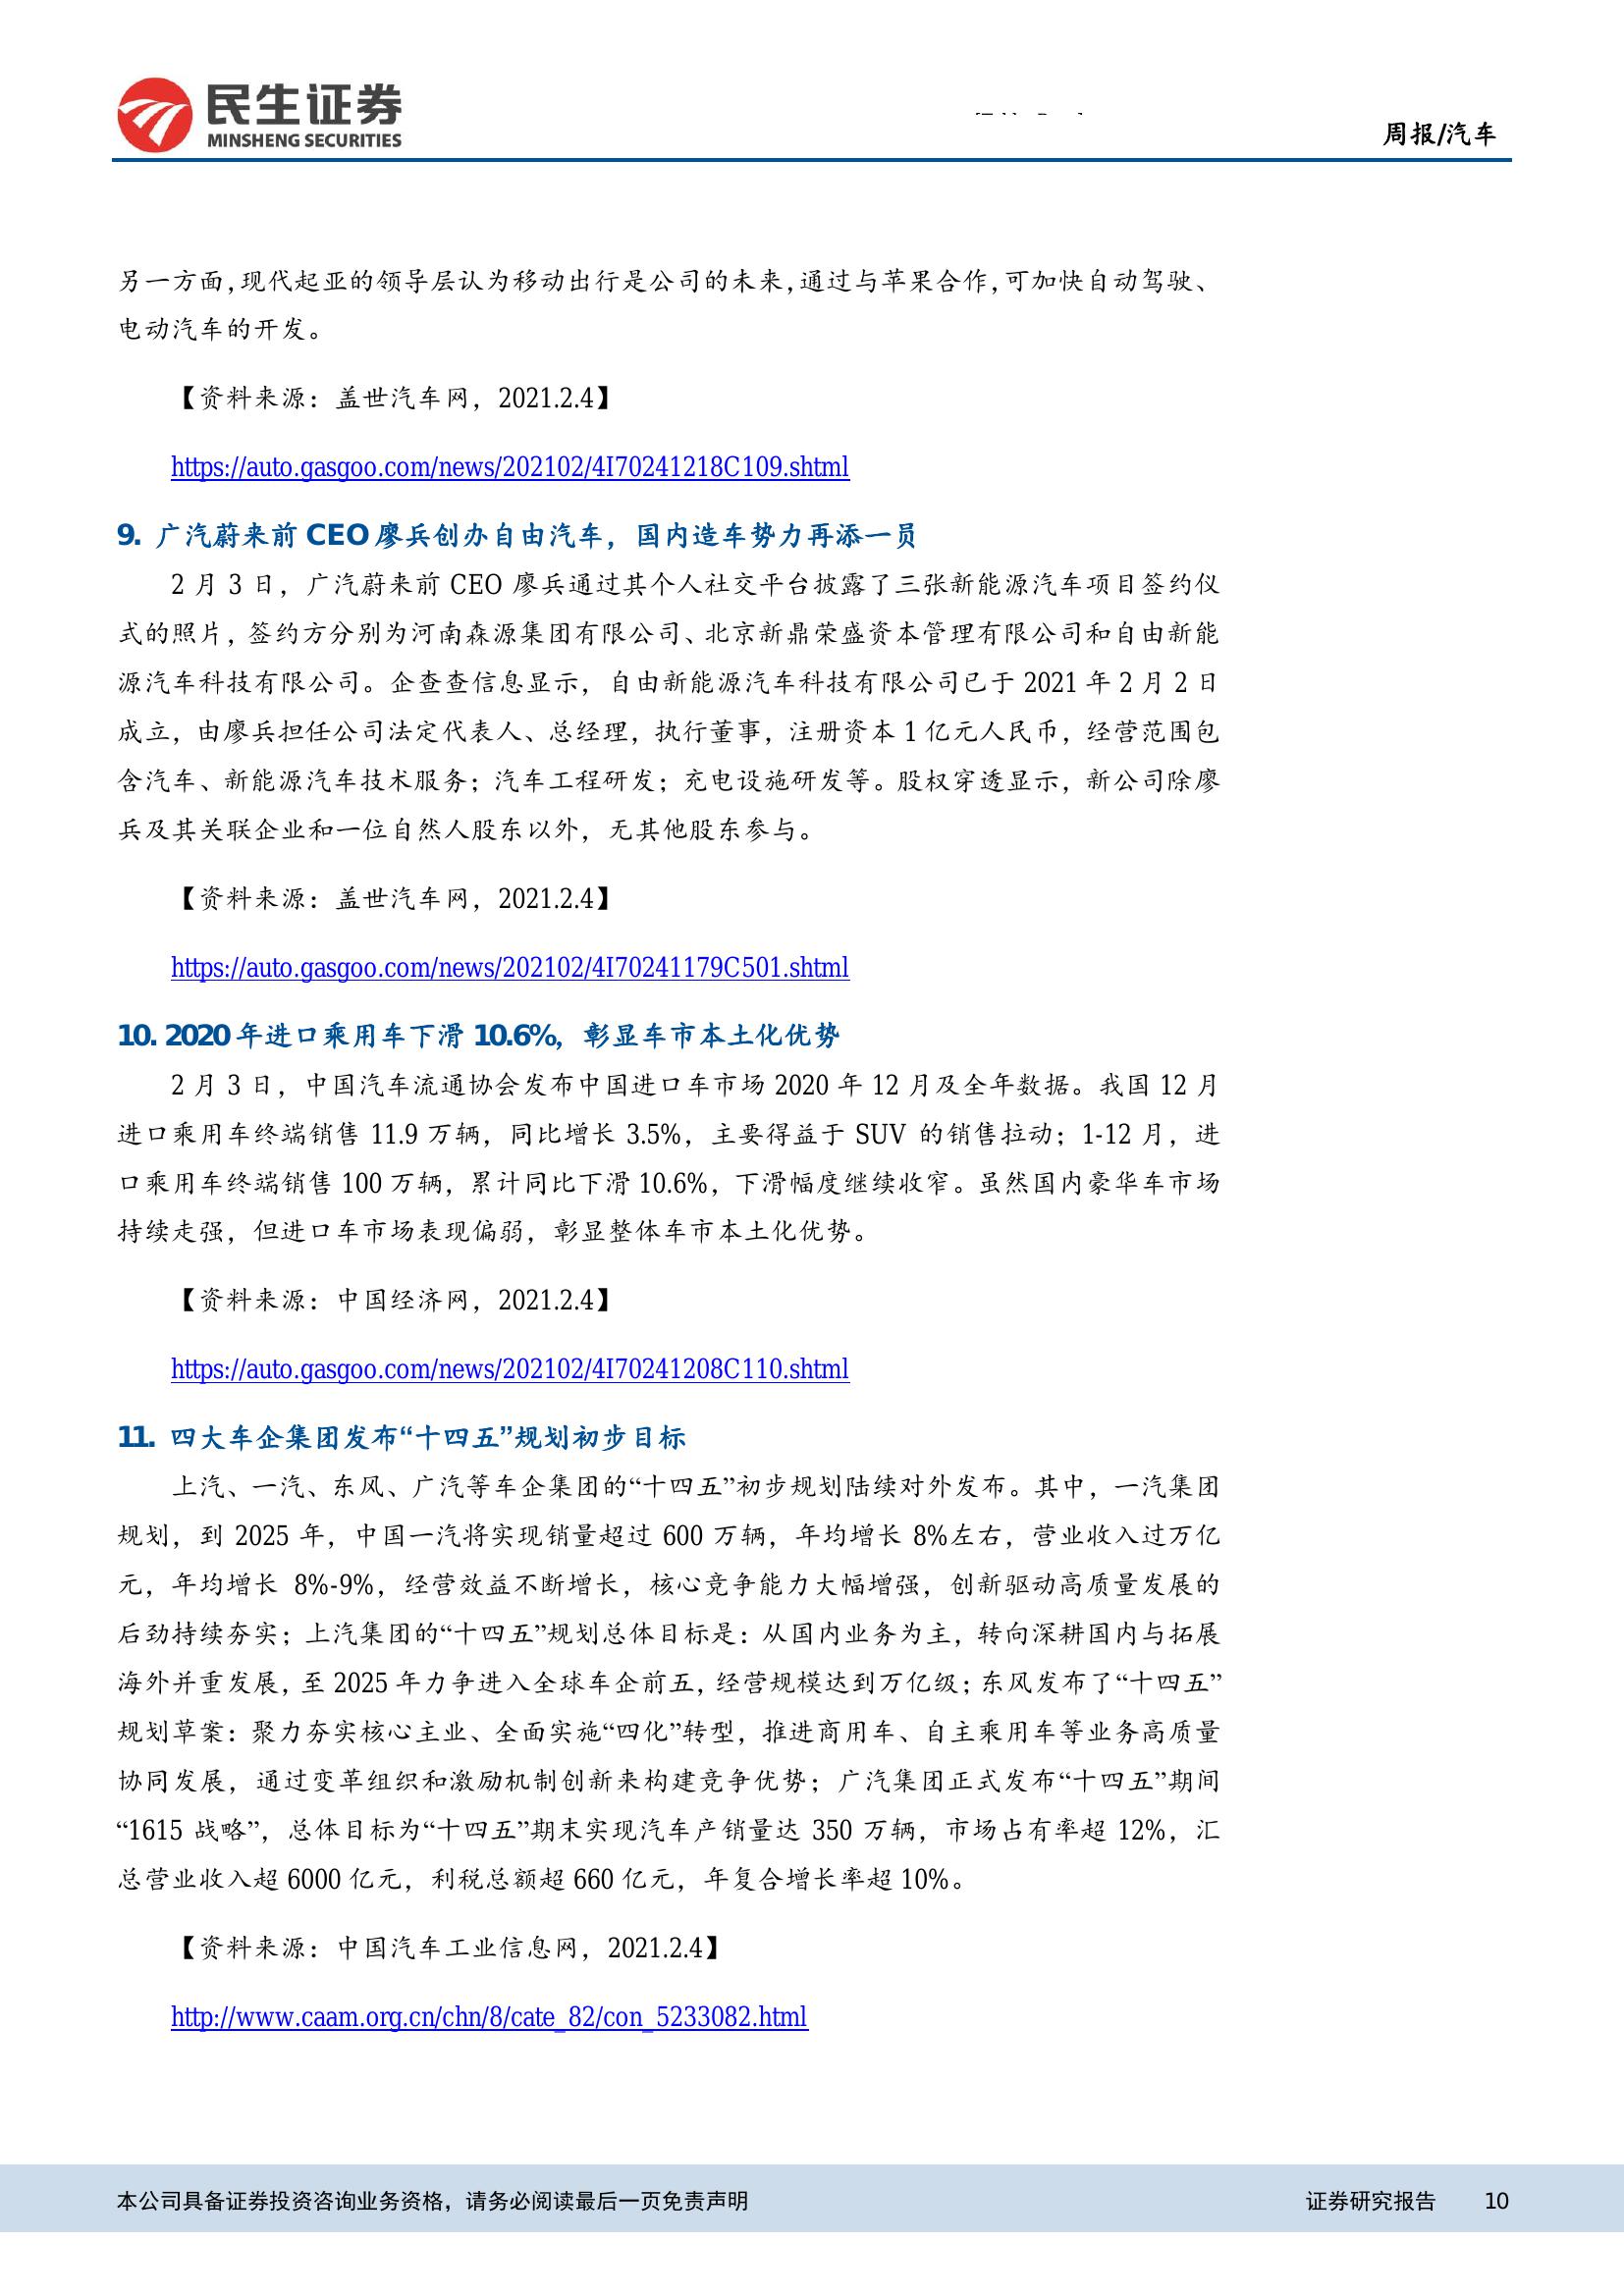 民生证券
MINSHENG SECURITIES
周报/汽车
另一方面，现代起亚的领导层认为移动出行是公司的未来，通过与苹果合作，可加快自动驾驶、
电动汽车的开发。
【资料来源：盖世汽车网，2021.2.4】
https://auto.gasgoo.com/news/202102/4I70241218C109.shtml
9. 广汽蔚来前 CEO 廖兵创办自由汽车，国内造车势力再添一员
2 月 3 日，广汽蔚来前 CEO 廖兵通过其个人社交平台披露了三张新能源汽车项目签约仪
式的照片，签约方分别为河南森源集团有限公司、北京新鼎荣盛资本管理有限公司和自由新能
源汽车科技有限公司。企查查信息显示，自由新能源汽车科技有限公司已于 2021 年 2 月 2 日
成立，由廖兵担任公司法定代表人、总经理，执行董事，注册资本 1 亿元人民币，经营范围包
含汽车、新能源汽车技术服务；汽车工程研发；充电设施研发等。股权穿透显示，新公司除廖
兵及其关联企业和一位自然人股东以外，无其他股东参与。
【资料来源：盖世汽车网，2021.2.4】
https://auto.gasgoo.com/news/202102/4I70241179C501.shtml
10. 2020 年进口乘用车下滑 10.6%，彰显车市本土化优势
2 月 3 日，中国汽车流通协会发布中国进口车市场 2020 年 12 月及全年数据。我国 12 月
进口乘用车终端销售 11.9 万辆，同比增长 3.5%，主要得益于 SUV 的销售拉动；1-12 月，进
口乘用车终端销售 100 万辆，累计同比下滑 10.6%，下滑幅度继续收窄。虽然国内豪华车市场
持续走强，但进口车市场表现偏弱，彰显整体车市本土化优势。
【资料来源：中国经济网，2021.2.4】
https://auto.gasgoo.com/news/202102/4I70241208C110.shtml
11. 四大车企集团发布“十四五”规划初步目标
上汽、一汽、东风、广汽等车企集团的“十四五”初步规划陆续对外发布。其中，一汽集团
规划，到 2025 年，中国一汽将实现销量超过 600 万辆，年均增长 8%左右，营业收入过万亿
元，年均增长 8%-9%，经营效益不断增长，核心竞争能力大幅增强，创新驱动高质量发展的
后劲持续夯实；上汽集团的“十四五”规划总体目标是：从国内业务为主，转向深耕国内与拓展
海外并重发展，至 2025 年力争进入全球车企前五，经营规模达到万亿级；东风发布了“十四五”
规划草案：聚力夯实核心主业、全面实施“四化”转型，推进商用车、自主乘用车等业务高质量
协同发展，通过变革组织和激励机制创新来构建竞争优势；广汽集团正式发布“十四五”期间
“1615 战略”，总体目标为“十四五”期末实现汽车产销量达 350 万辆，市场占有率超 12%，汇
总营业收入超 6000 亿元，利税总额超 660 亿元，年复合增长率超 10%。
【资料来源：中国汽车工业信息网，2021.2.4】
http://www.caam.org.cn/chn/8/cate_82/con_5233082.html
本公司具备证券投资咨询业务资格，请务必阅读最后一页免责声明
证券研究报告 10